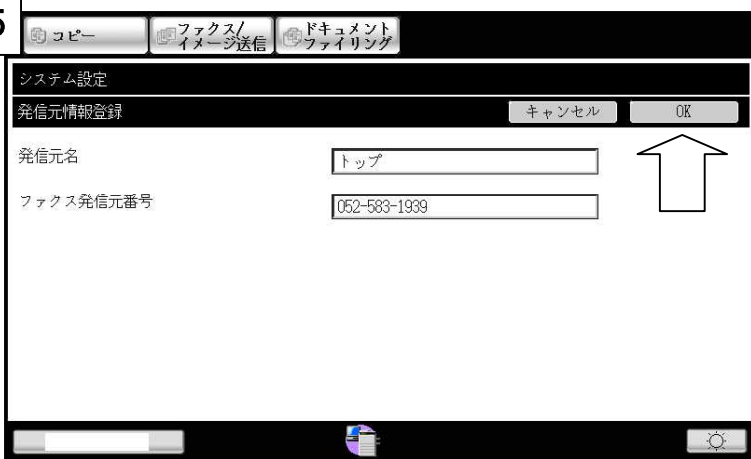 5
コピー
ファクス/
イメージ送信
ドキュメント
ファイリング
システム設定
発信元情報登録
キャンセル
OK
発信元名
トップ
ファクス発信元番号
052-583-1939